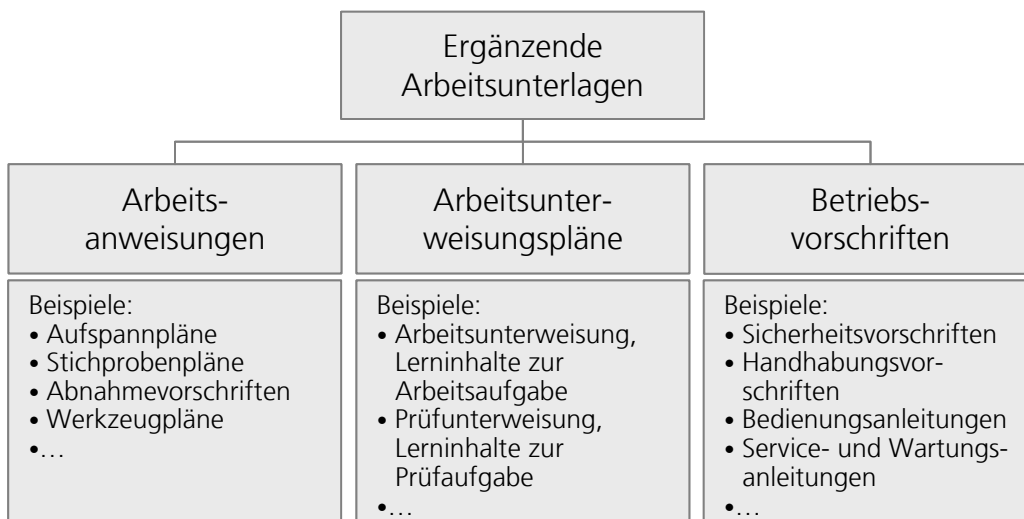 Ergänzende
Arbeitsunterlagen
Arbeits-
anweisungen
Beispiele:
• Aufspannpläne
• Stichprobenpläne
• Abnahmevorschriften
• Werkzeugpläne
•…
Arbeitsunter-
weisungspläne
Beispiele:
• Arbeitsunterweisung,
Lerninhalte zur
Arbeitsaufgabe
• Prüfunterweisung,
Lerninhalte zur
Prüfaufgabe
•…
Betriebs-
vorschriften
Beispiele:
• Sicherheitsvorschriften
• Handhabungsvor-
schriften
• Bedienungsanleitungen
• Service- und Wartungs-
anleitungen
•…